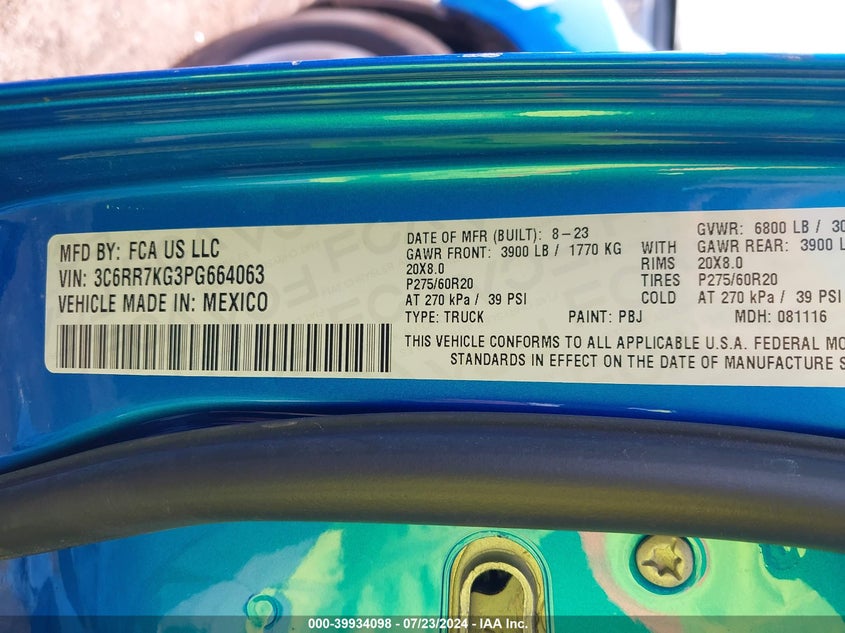 MFD BY: FCA US LLC
VIN: 3C6RR7KG3PG664063
VEHICLE MADE IN: MEXICO
DATE OF MFR (BUILT): 8-23
GVWR: 6800 LB / 30
GAWR FRONT: 3900 LB / 1770 KG WITH GAWR REAR: 3900 L
20X8.0 RIMS 20X8.0
P275/60R20 TIRES P275/60R20
AT 270 kPa / 39 PSI COLD AT 270 kPa / 39 PSI
TYPE: TRUCK PAINT: PBJ MDH: 081116
THIS VEHICLE CONFORMS TO ALL APPLICABLE U.S.A. FEDERAL MO
STANDARDS IN EFFECT ON THE DATE OF MANUFACTURE S
000-39934098 - 07/23/2024 - IAA Inc.